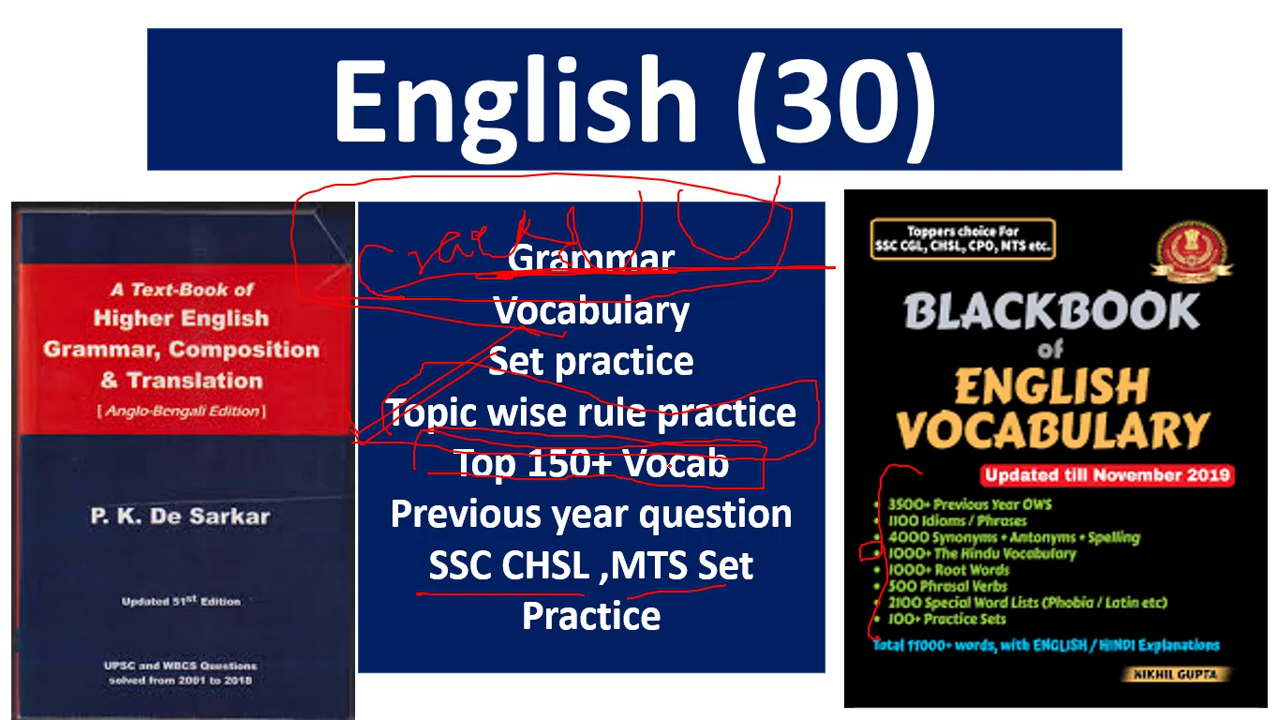 English (30)
A Text-Book of
Higher English
Grammar, Composition
& Translation
[Anglo-Bengali Edition]
P. K. De Sarkar
Updated 51st Edition
UPSC and WBCS Questions
solved from 2001 to 2018
Grammar
Vocabulary
Set practice
Topic wise rule practice
Top 150+ Vocab
Previous year question
SSC CHSL ,MTS Set
Practice
Toppers choice For
SSC CGL, CHSL, CPO, MTS etc.
BLACKBOOK
of
ENGLISH
VOCABULARY
Updated till November 2019
• 3500+ Previous Year OWS
• 1100 Idioms / Phrases
• 4000 Synonyms + Antonyms + Spelling
• 1000+ The Hindu Vocabulary
• 1000+ Root Words
• 500 Phrasal Verbs
• 2100 Special Word Lists (Phobia / Latin etc)
• 100+ Practice Sets
Total 11000+ words, with ENGLISH / HINDI Explanations
NIKHIL GUPTA